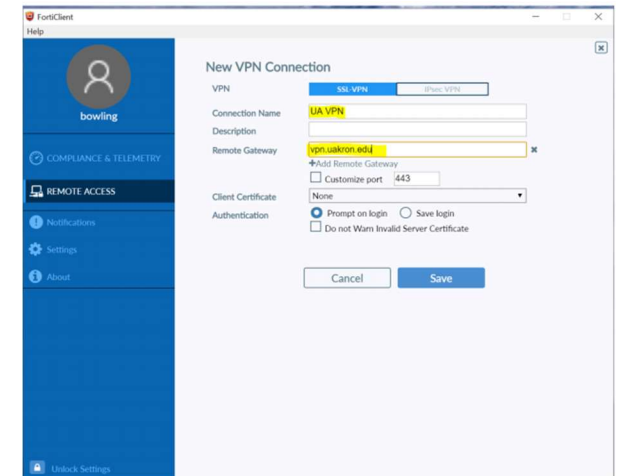 FortiClient
Help
bowling
COMPLIANCE & TELEMETRY
REMOTE ACCESS
Notifications
Settings
About
Unlock Settings
New VPN Connection
VPN SSL-VPN IPsec VPN
Connection Name UA VPN
Description
Remote Gateway vpn.uakron.edu
+Add Remote Gateway
Customize port 443
Client Certificate None
Authentication Prompt on login Save login
Do not Warn Invalid Server Certificate
Cancel Save